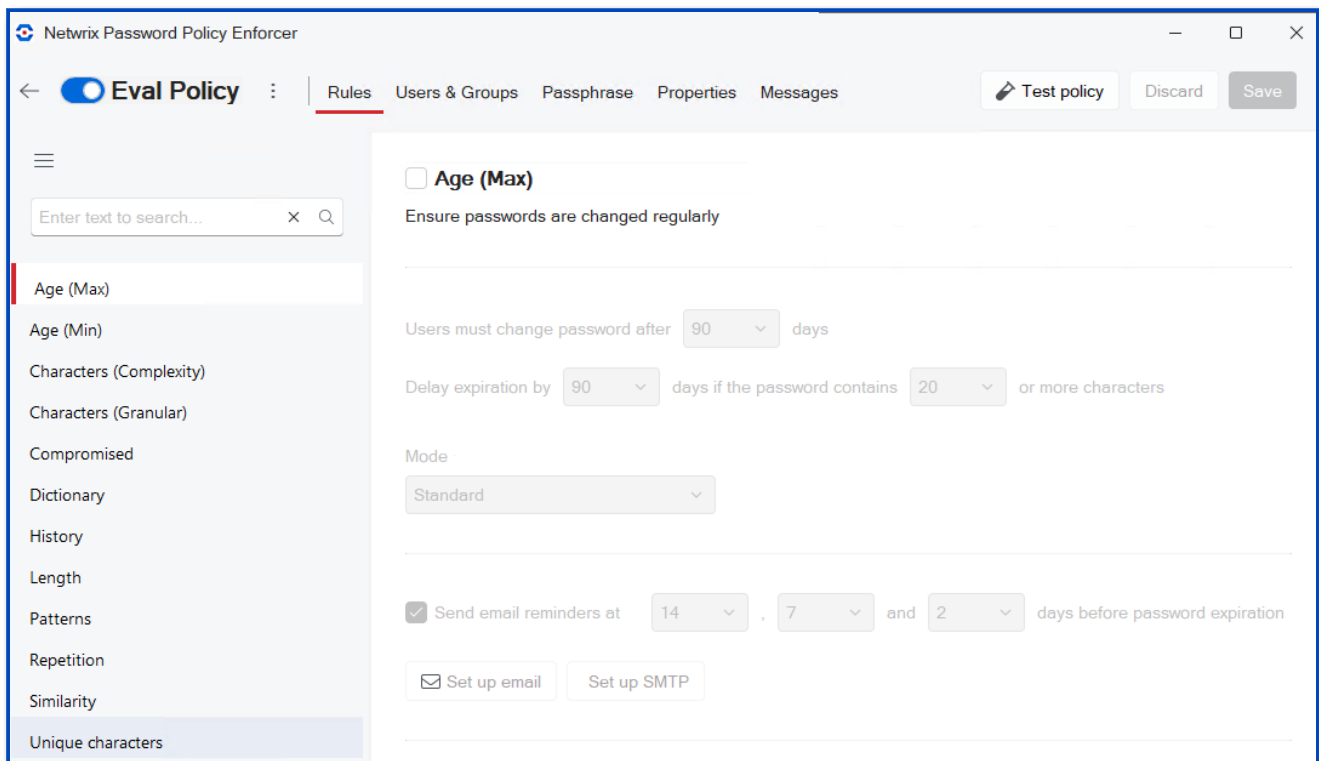 Netwrix Password Policy Enforcer
Eval Policy Rules Users & Groups Passphrase Properties Messages Test policy Discard Save
Enter text to search...
Age (Max)
Age (Min)
Characters (Complexity)
Characters (Granular)
Compromised
Dictionary
History
Length
Patterns
Repetition
Similarity
Unique characters
Age (Max)
Ensure passwords are changed regularly
Users must change password after 90 days
Delay expiration by 90 days if the password contains 20 or more characters
Mode
Standard
Send email reminders at 14 , 7 and 2 days before password expiration
Set up email Set up SMTP